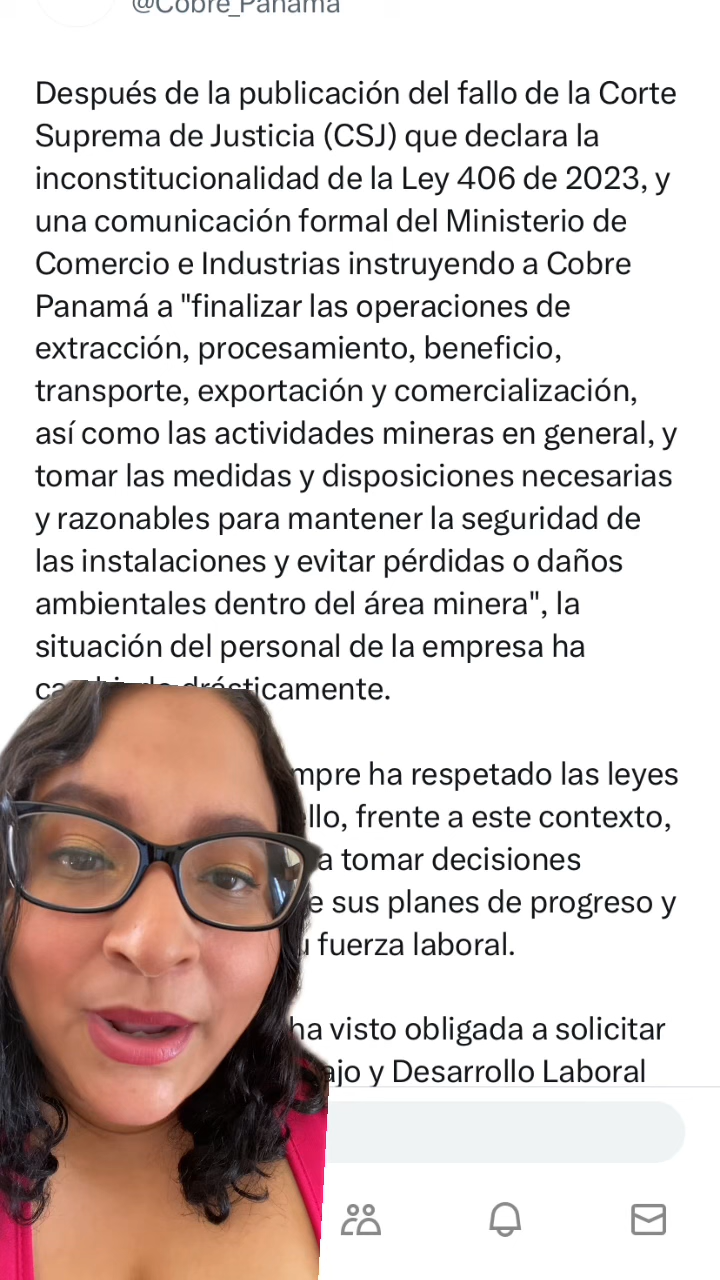 @Cobre_Panama
Después de la publicación del fallo de la Corte
Suprema de Justicia (CSJ) que declara la
inconstitucionalidad de la Ley 406 de 2023, y
una comunicación formal del Ministerio de
Comercio e Industrias instruyendo a Cobre
Panamá a "finalizar las operaciones de
extracción, procesamiento, beneficio,
transporte, exportación y comercialización,
así como las actividades mineras en general, y
tomar las medidas y disposiciones necesarias
y razonables para mantener la seguridad de
las instalaciones y evitar pérdidas o daños
ambientales dentro del área minera", la
situación del personal de la empresa ha
drásticamente.
ha respetado las leyes
frente a este contexto,
a tomar decisiones
sus planes de progreso y
fuerza laboral.
ha visto obligada a solicitar
y Desarrollo Laboral